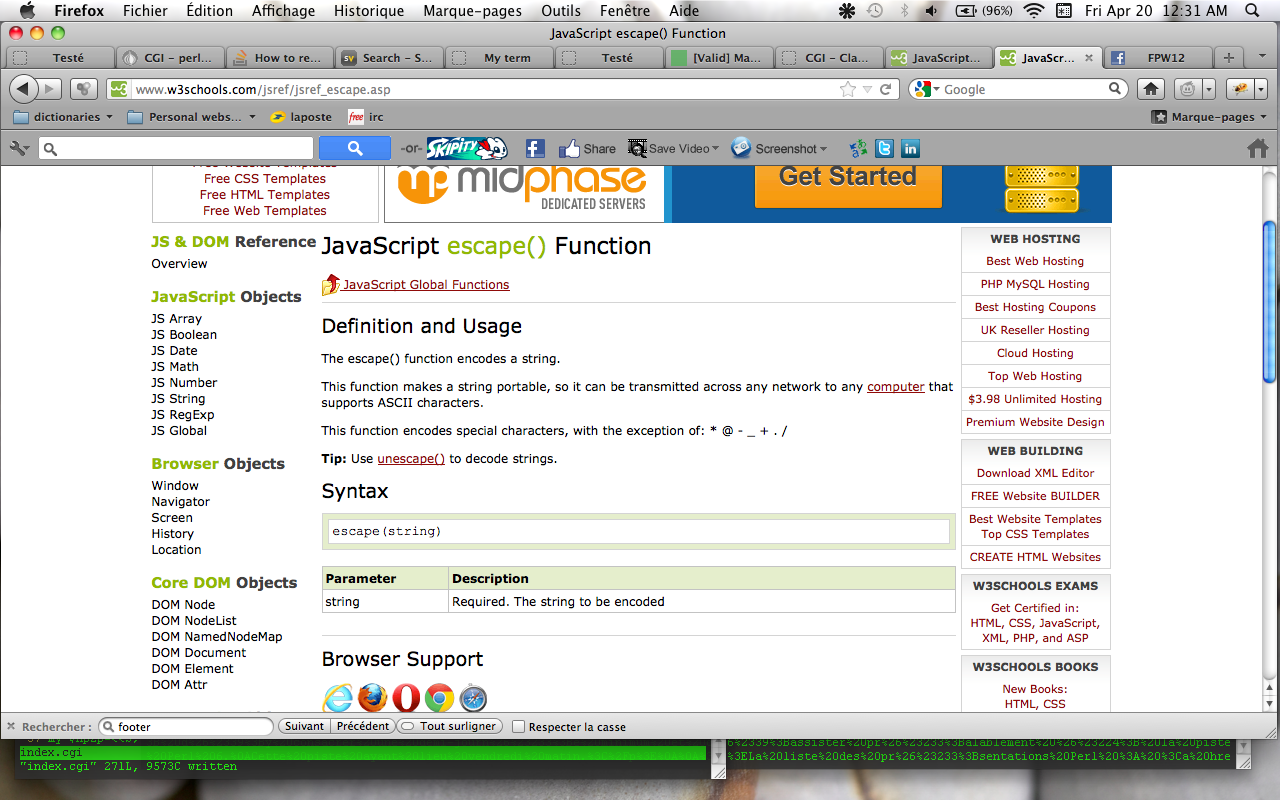 Firefox Fichier Édition Affichage Historique Marque-pages Outils Fenêtre Aide (96%) Fri Apr 20 12:31 AM
JavaScript escape() Function
Testé CGI – perl... How to re... Search – S... My term Testé [Valid] Ma... CGI – Cla... JavaScript... JavaScr... FPW12
www.w3schools.com/jsref/jsref_escape.asp Google
dictionaries Personal webs... laposte free irc Marque-pages
-or- SKIPITY Share Save Video Screenshot
Free CSS Templates
Free HTML Templates
Free Web Templates
midphase
DEDICATED SERVERS
Get Started
JS & DOM Reference
Overview
JavaScript Objects
JS Array
JS Boolean
JS Date
JS Math
JS Number
JS String
JS RegExp
JS Global
Browser Objects
Window
Navigator
Screen
History
Location
Core DOM Objects
DOM Node
DOM NodeList
DOM NamedNodeMap
DOM Document
DOM Element
DOM Attr
JavaScript escape() Function
JavaScript Global Functions
Definition and Usage
The escape() function encodes a string.
This function makes a string portable, so it can be transmitted across any network to any computer that
supports ASCII characters.
This function encodes special characters, with the exception of: * @ - _ + . /
Tip: Use unescape() to decode strings.
Syntax
escape(string)
Parameter Description
string Required. The string to be encoded
Browser Support
WEB HOSTING
Best Web Hosting
PHP MySQL Hosting
Best Hosting Coupons
UK Reseller Hosting
Cloud Hosting
Top Web Hosting
$3.98 Unlimited Hosting
Premium Website Design
WEB BUILDING
Download XML Editor
FREE Website BUILDER
Best Website Templates
Top CSS Templates
CREATE HTML Websites
W3SCHOOLS EXAMS
Get Certified in:
HTML, CSS, JavaScript,
XML, PHP, and ASP
W3SCHOOLS BOOKS
New Books:
HTML, CSS
Rechercher : footer Suivant Précédent Tout surligner Respecter la casse
index.cgi
"index.cgi" 271L, 9573C written
6%2339%3Bassister%20pr%26%23233%3Balablement%20%26%23224%3B%20la%20piste
%3ELa%20liste%20des%20pr%26%23233%3Bsentations%20Perl%20%3A%20%3Ca%20hre